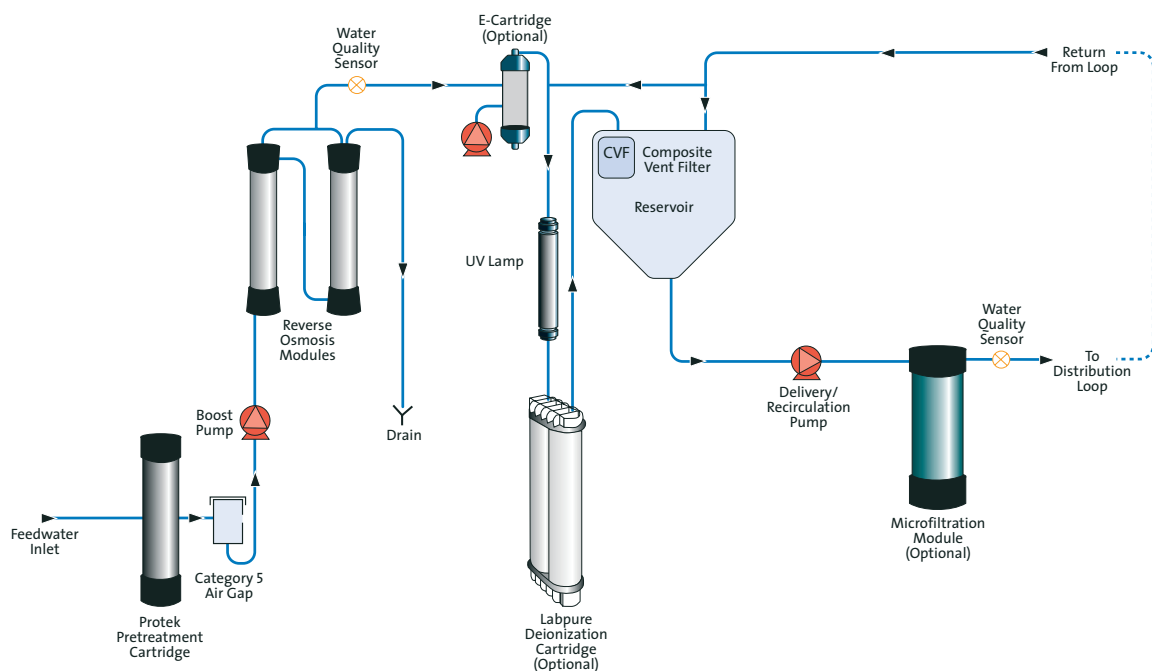 E-Cartridge
(Optional)
Water
Quality
Sensor
Return
From Loop
CVF
Composite
Vent Filter
Reservoir
UV Lamp
Reverse
Osmosis
Modules
Water
Quality
Sensor
To
Distribution
Loop
Delivery/
Recirculation
Pump
Boost
Pump
Drain
Microfiltration
Module
(Optional)
Feedwater
Inlet
Category 5
Air Gap
Protek
Pretreatment
Cartridge
Labpure
Deionization
Cartridge
(Optional)